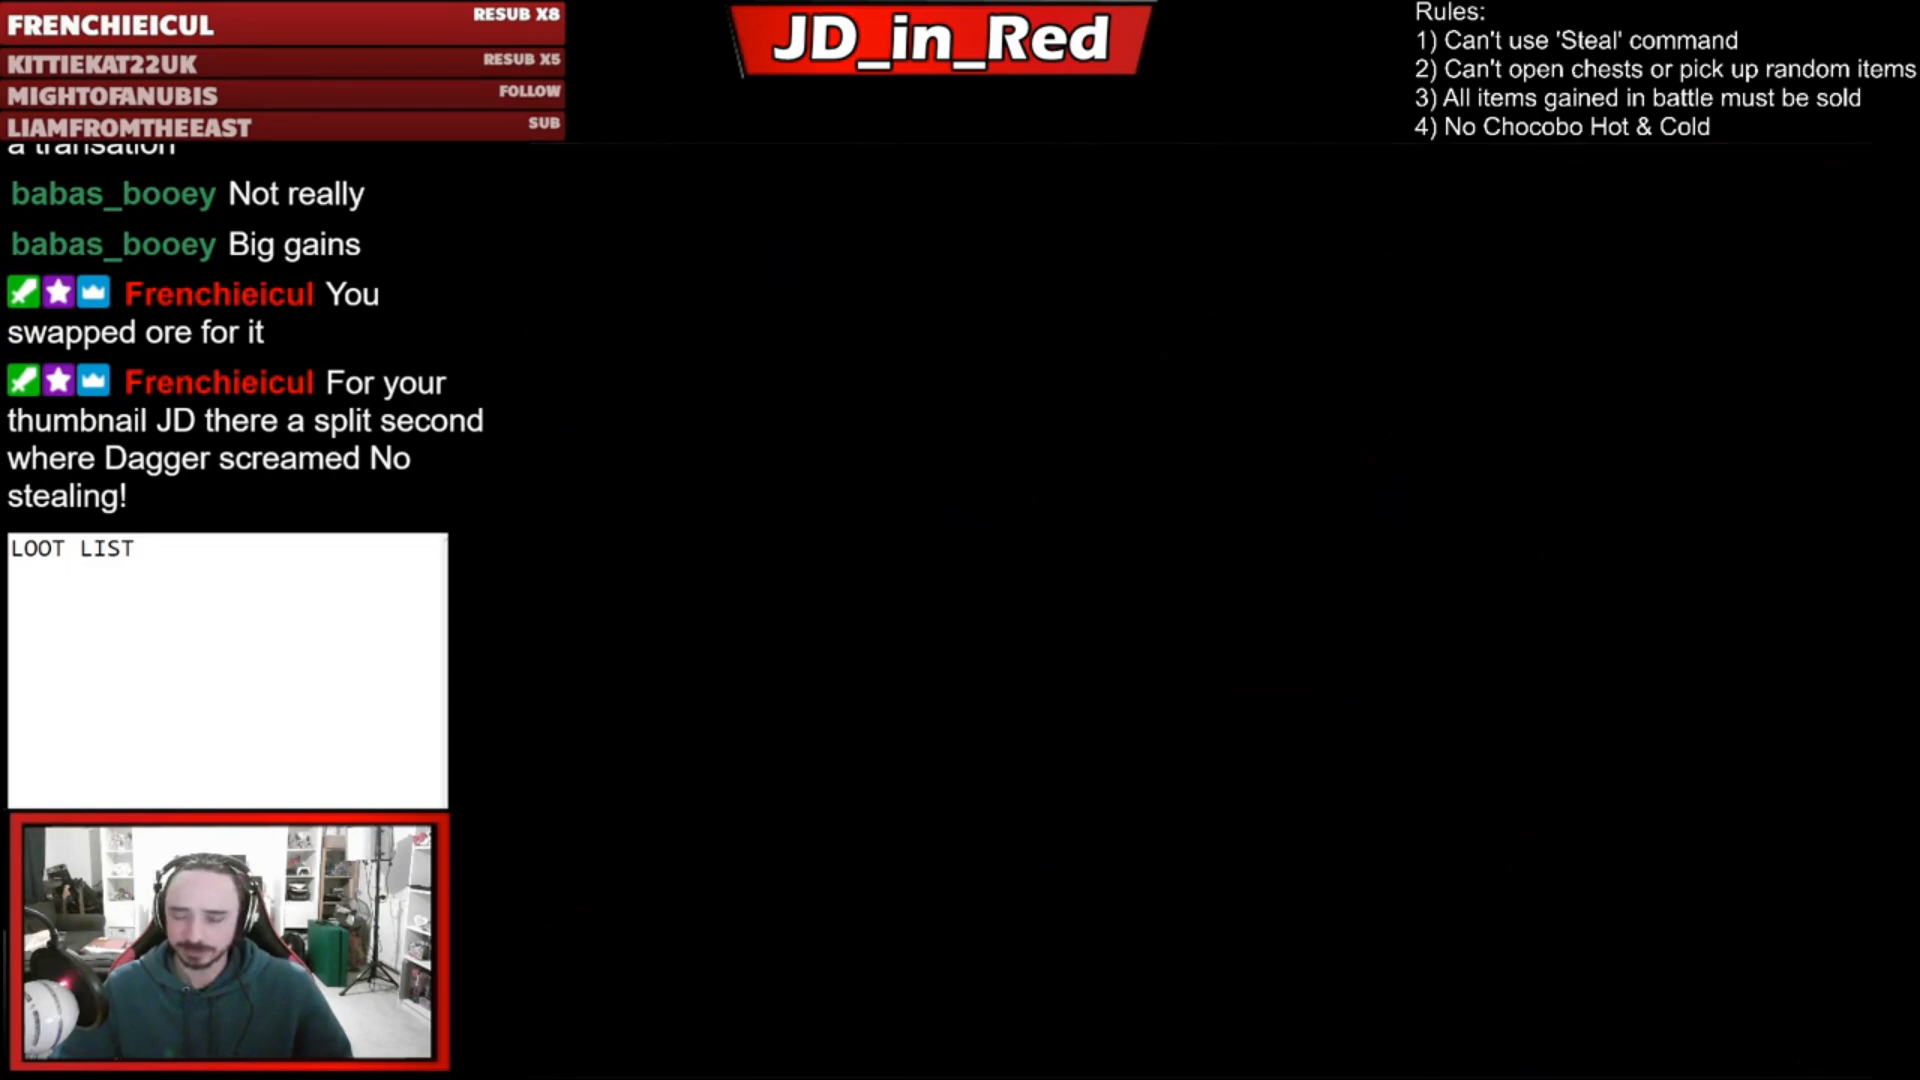 FRENCHIEICUL RESUB X8
KITTIEKAT22UK RESUB X5
MIGHTOFANUBIS FOLLOW
LIAMFROMTHEEAST SUB
a transation
babas_booey Not really
babas_booey Big gains
Frenchieicul You
swapped ore for it
Frenchieicul For your
thumbnail JD there a split second
where Dagger screamed No
stealing!
LOOT LIST
JD_in_Red
Rules:
1) Can't use 'Steal' command
2) Can't open chests or pick up random items
3) All items gained in battle must be sold
4) No Chocobo Hot & Cold